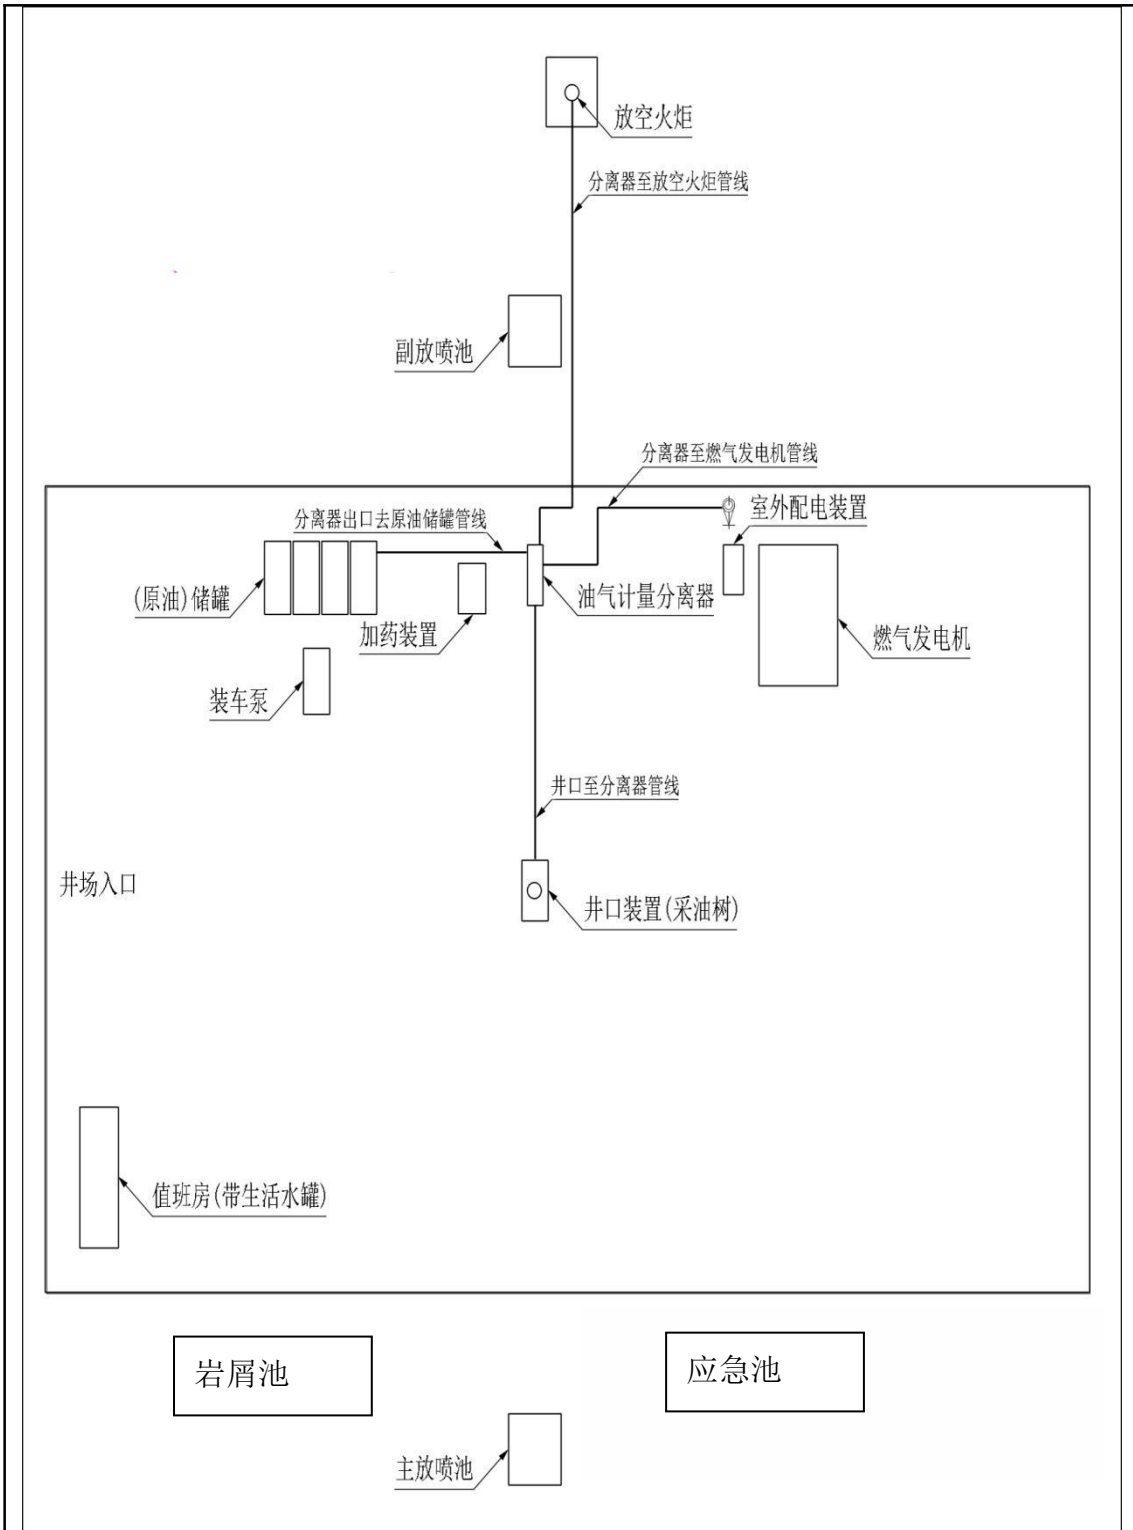 放空火炬
分离器至放空火炬管线
副放喷池
分离器至燃气发电机管线
室外配电装置
分离器出口去原油储罐管线
(原油)储罐
油气计量分离器
加药装置
燃气发电机
装车泵
井口至分离器管线
井场入口
井口装置(采油树)
值班房(带生活水罐)
岩屑池
应急池
主放喷池